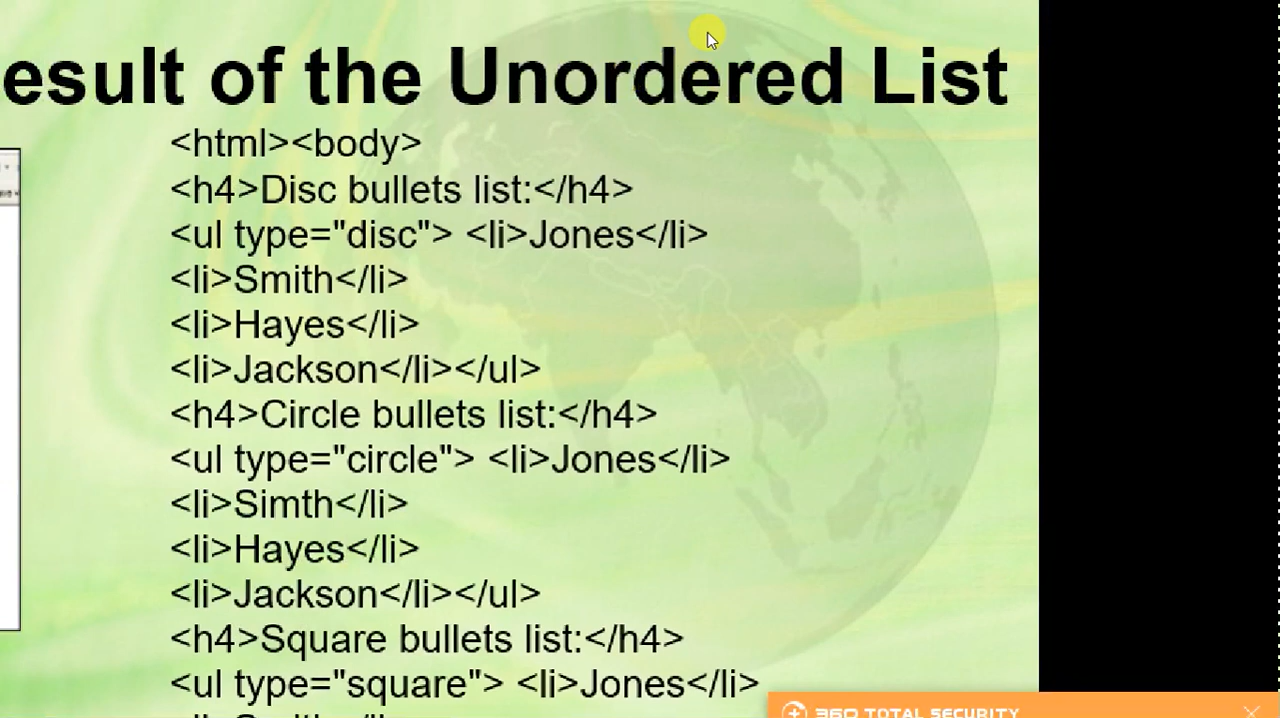 esult of the Unordered List
<html><body>
<h4>Disc bullets list:</h4>
<ul type="disc"> <li>Jones</li>
<li>Smith</li>
<li>Hayes</li>
<li>Jackson</li></ul>
<h4>Circle bullets list:</h4>
<ul type="circle"> <li>Jones</li>
<li>Simth</li>
<li>Hayes</li>
<li>Jackson</li></ul>
<h4>Square bullets list:</h4>
<ul type="square"> <li>Jones</li>
360 TOTAL SECURITY